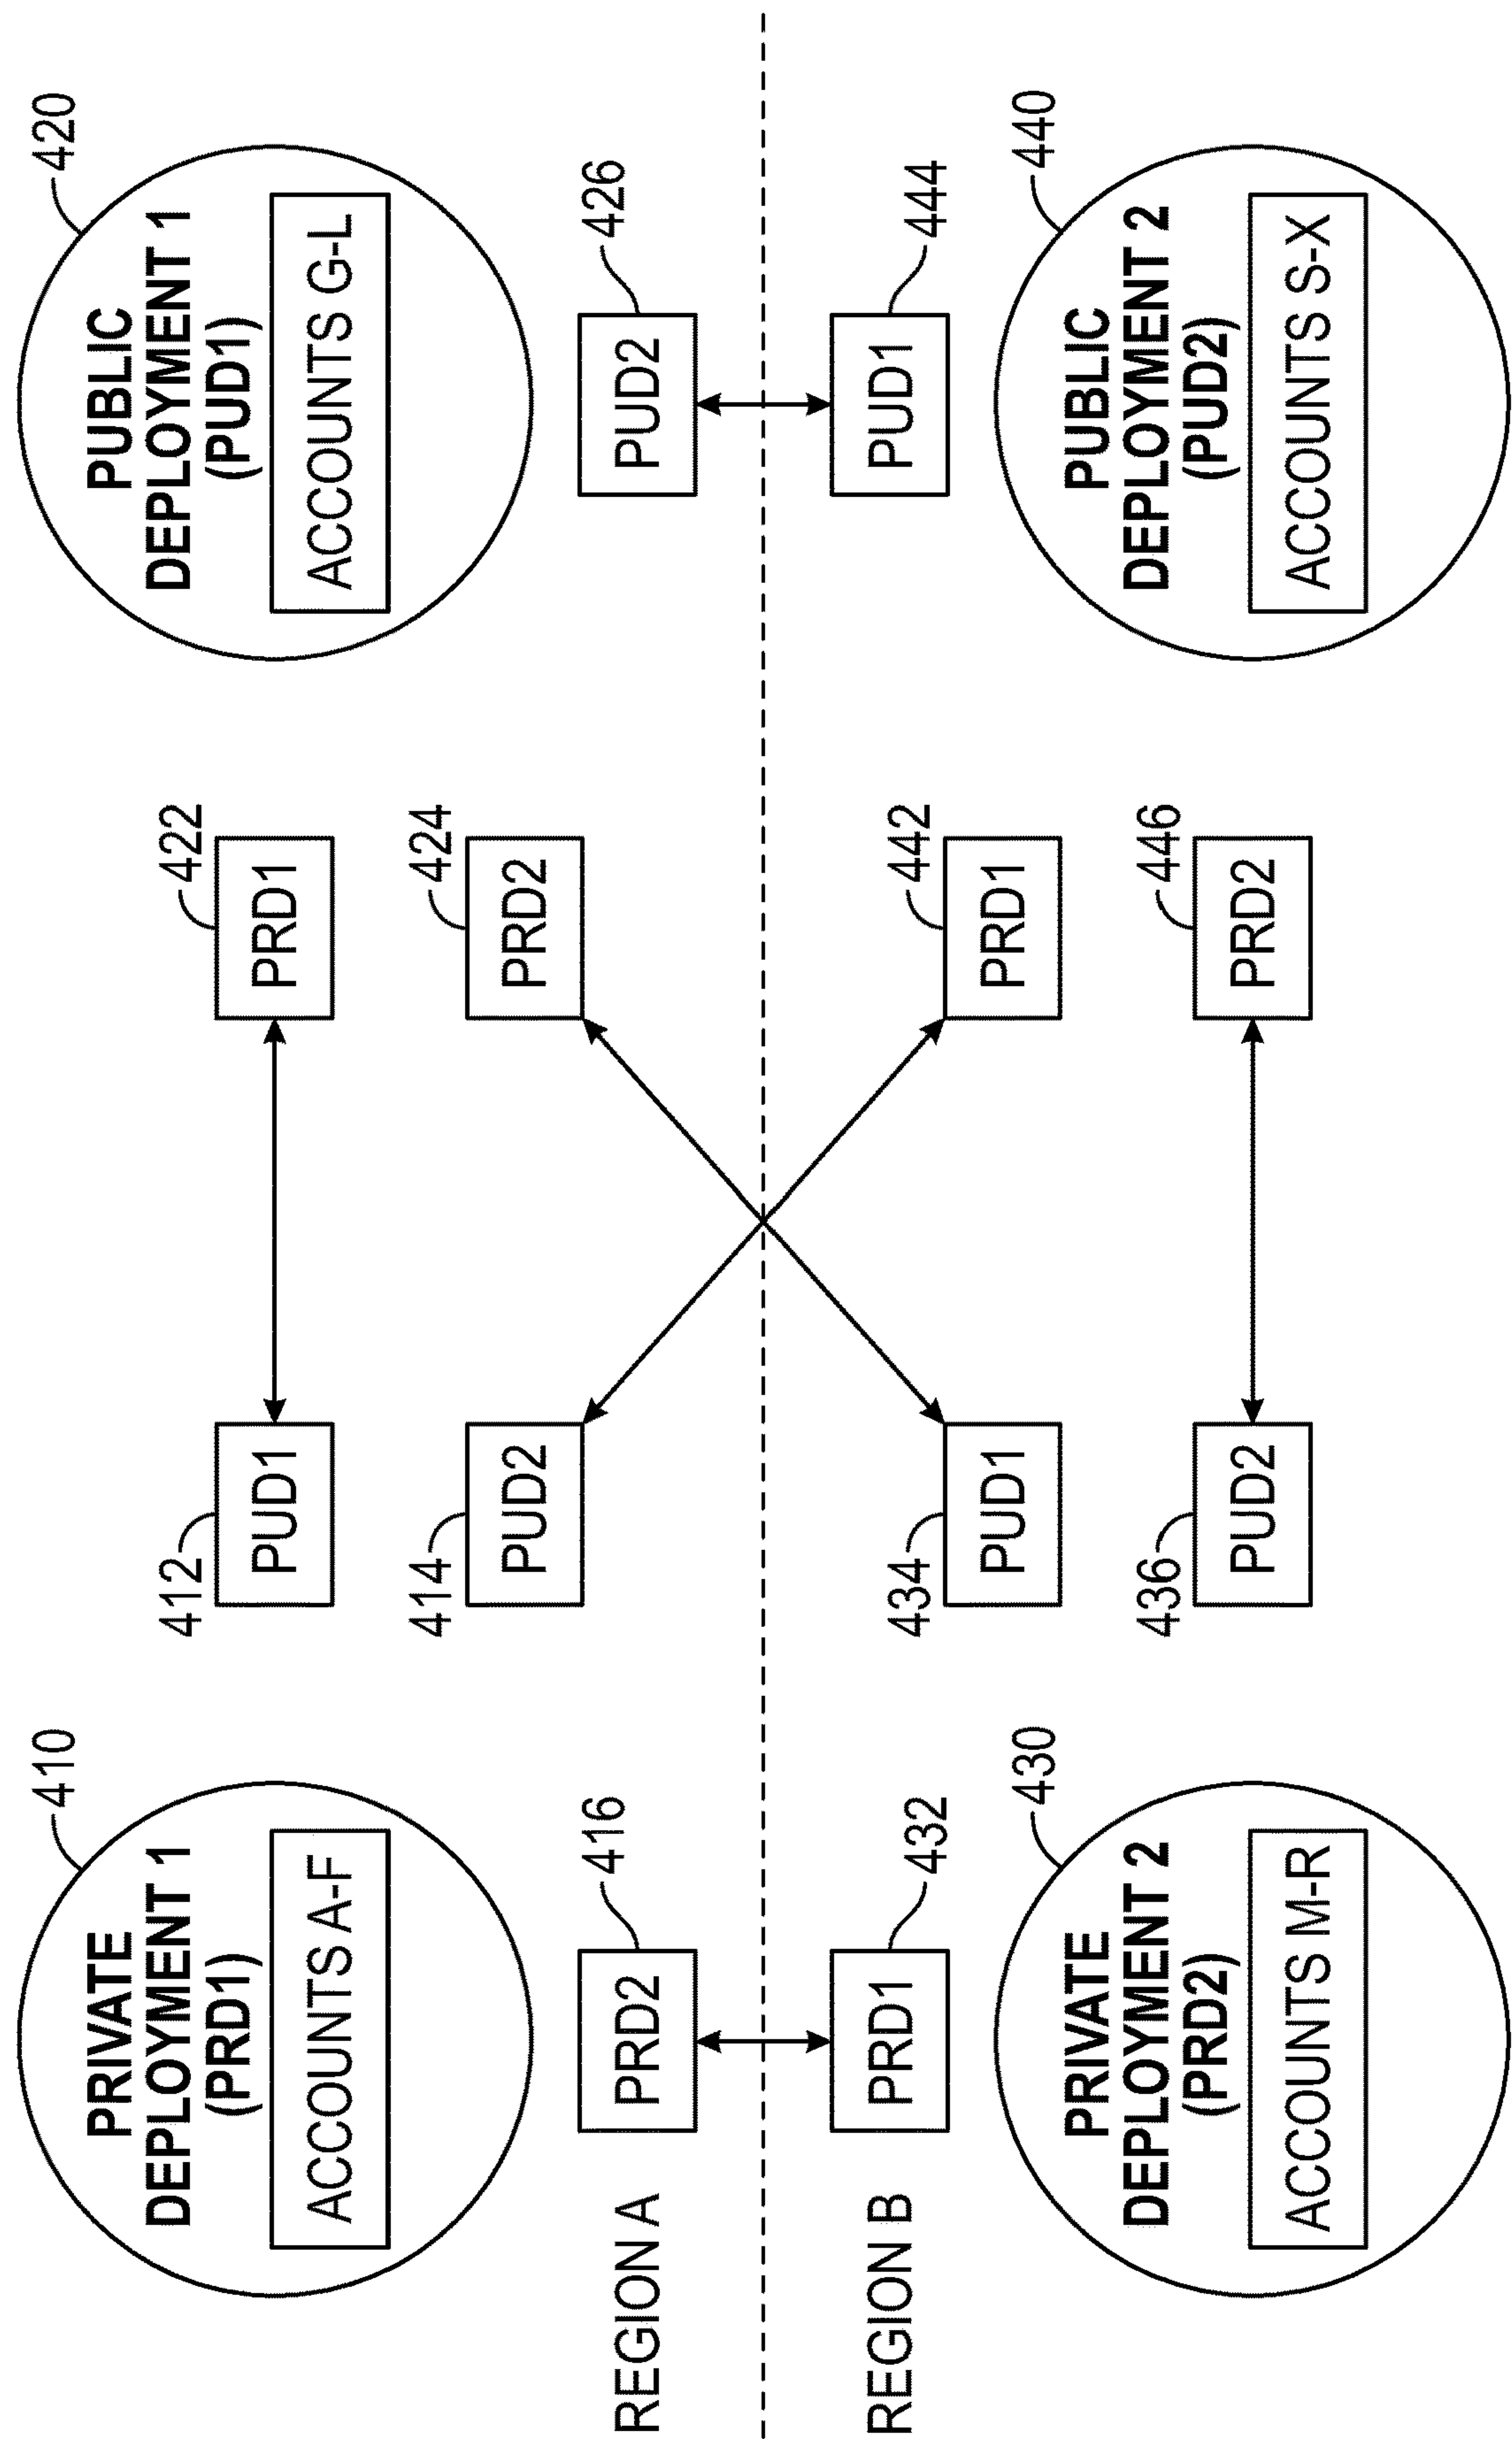 410
PRIVATE
DEPLOYMENT 1
(PRD1)
ACCOUNTS A-F
412
PUD1
422
PRD1
420
PUBLIC
DEPLOYMENT 1
(PUD1)
ACCOUNTS G-L
414
PUD2
424
PRD2
REGION A
PRD2
416
PUD2
426
REGION B
PRD1
432
434
PUD1
442
PRD1
PUD1
444
430
PRIVATE
DEPLOYMENT 2
(PRD2)
ACCOUNTS M-R
436
PUD2
446
PRD2
440
PUBLIC
DEPLOYMENT 2
(PUD2)
ACCOUNTS S-X